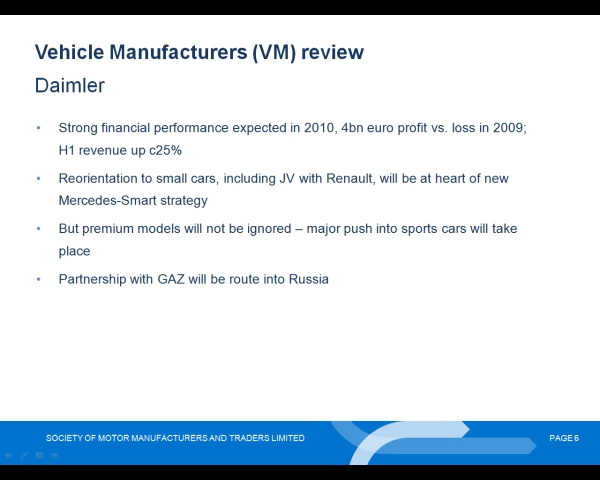 Vehicle Manufacturers (VM) review
Daimler
• Strong financial performance expected in 2010, 4bn euro profit vs. loss in 2009;
H1 revenue up c25%
• Reorientation to small cars, including JV with Renault, will be at heart of new
Mercedes-Smart strategy
• But premium models will not be ignored – major push into sports cars will take
place
• Partnership with GAZ will be route into Russia
SOCIETY OF MOTOR MANUFACTURERS AND TRADERS LIMITED
PAGE 6